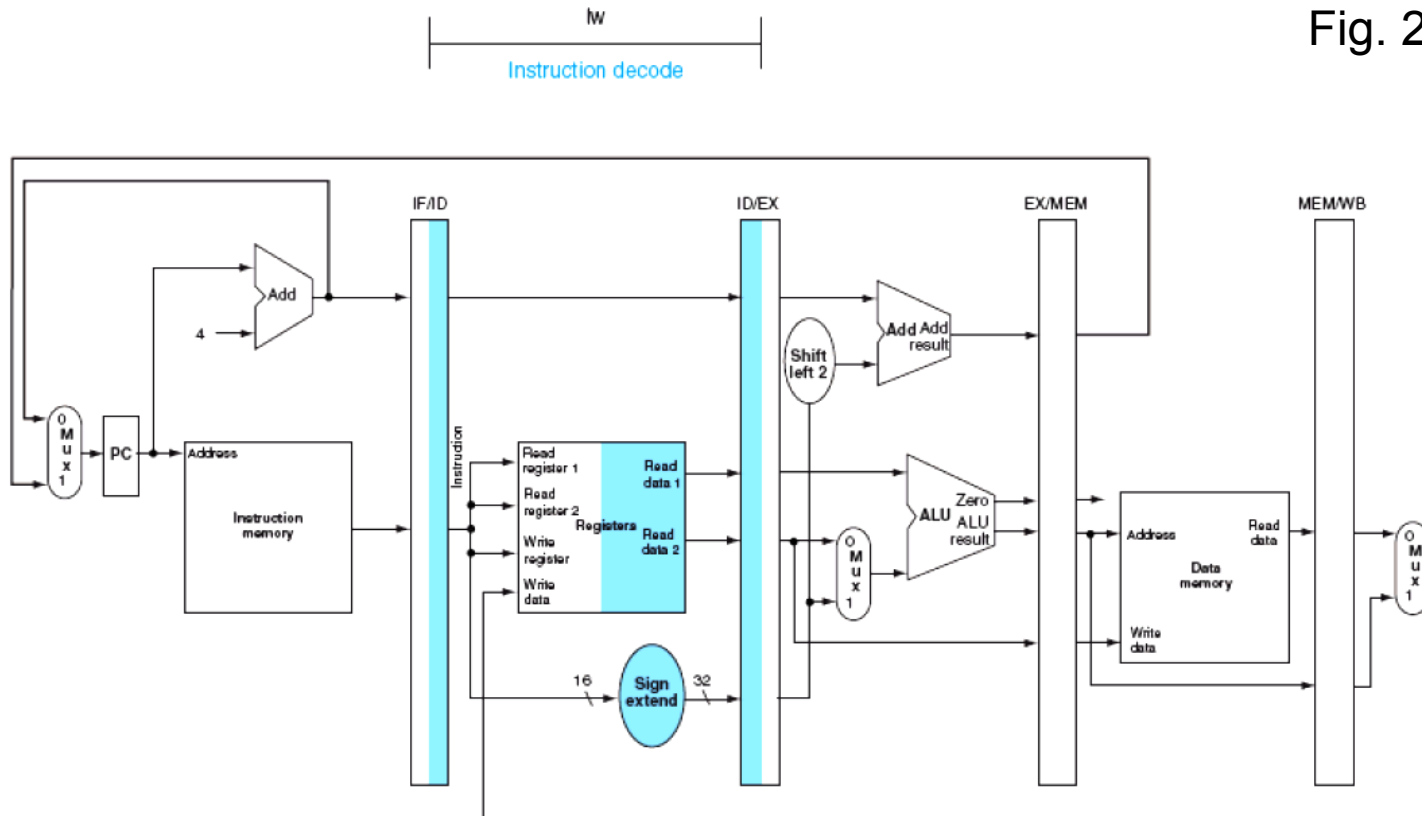 lw
Fig. 2
Instruction decode
IF/ID
ID/EX
EX/MEM
MEM/WB
Add
4
Shift
left 2
Add
Add
result
0
M
u
x
1
PC
Address
Instruction
memory
Instruction
Read
register 1
Read
register 2
Write
register
Write
data
Registers
Read
data 1
Read
data 2
16
Sign
extend
32
0
M
u
x
1
ALU
Zero
ALU
result
Address
Data
memory
Write
data
Read
data
0
M
u
x
1